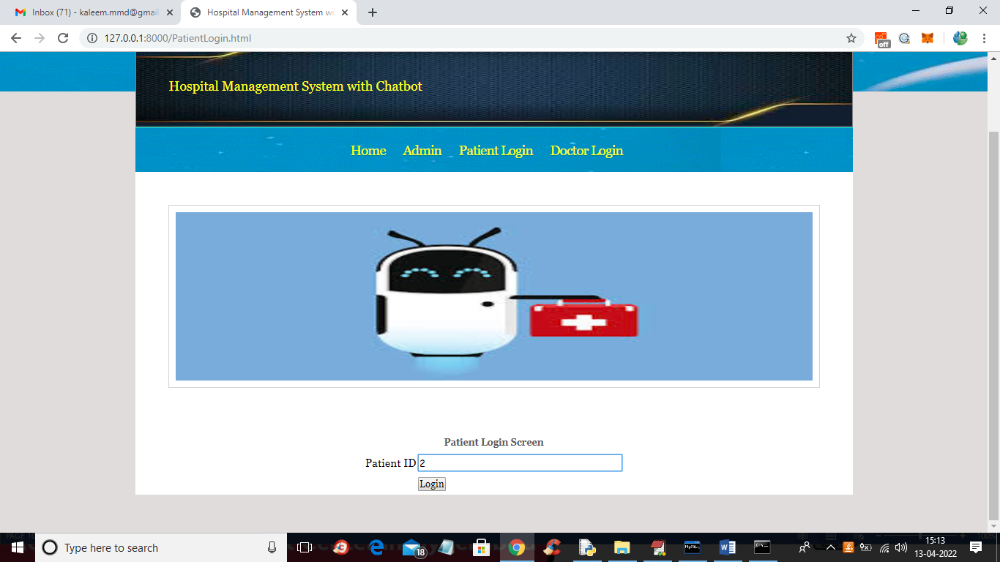 Inbox (71) - kaleem.mmd@gmail
Hospital Management System wi
127.0.0.1:8000/PatientLogin.html
off
Hospital Management System with Chatbot
Home Admin Patient Login Doctor Login
Patient Login Screen
Patient ID 2
Login
Type here to search
18
15:13
13-04-2022
100%